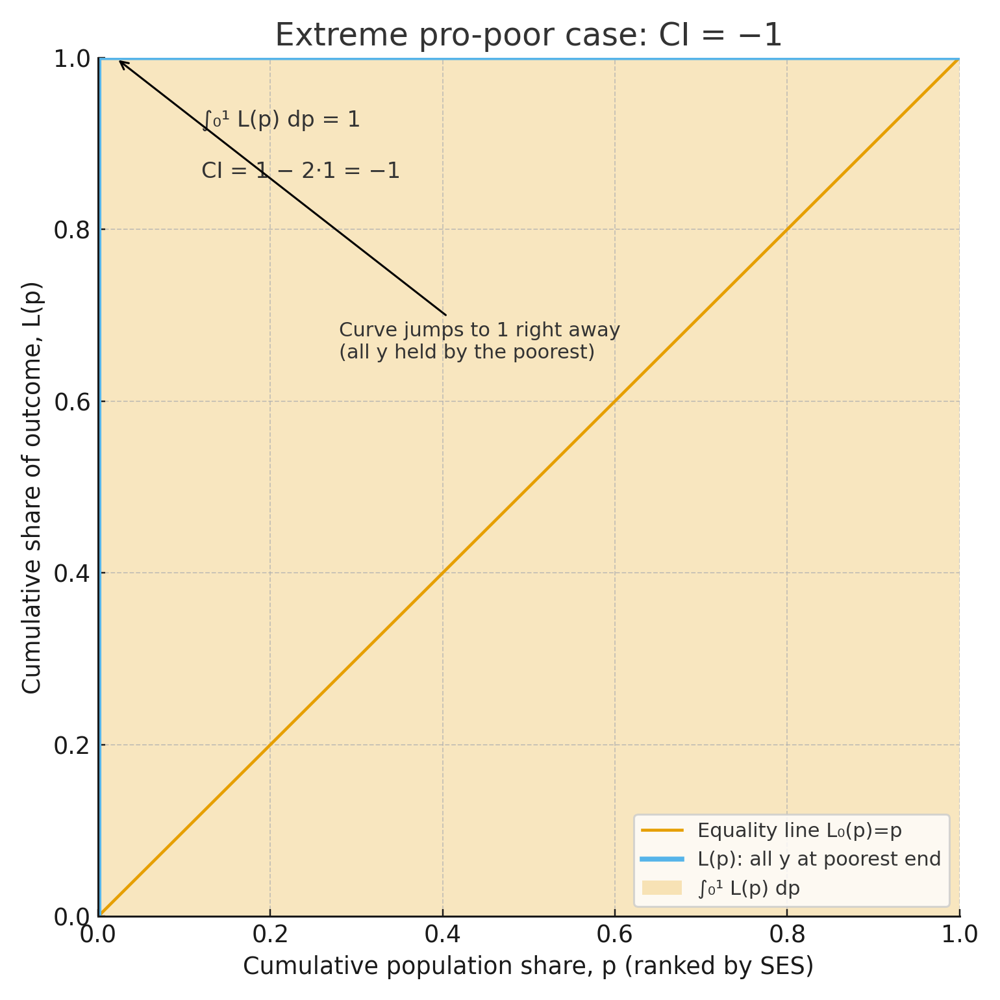 Extreme pro-poor case: CI = −1
1.0
0.8
0.6
0.4
0.2
0.0
Cumulative share of outcome, L(p)
∫₀¹ L(p) dp = 1
CI = 1 − 2·1 = −1
Curve jumps to 1 right away
(all y held by the poorest)
Equality line L₀(p)=p
L(p): all y at poorest end
∫₀¹ L(p) dp
0.0 0.2 0.4 0.6 0.8 1.0
Cumulative population share, p (ranked by SES)